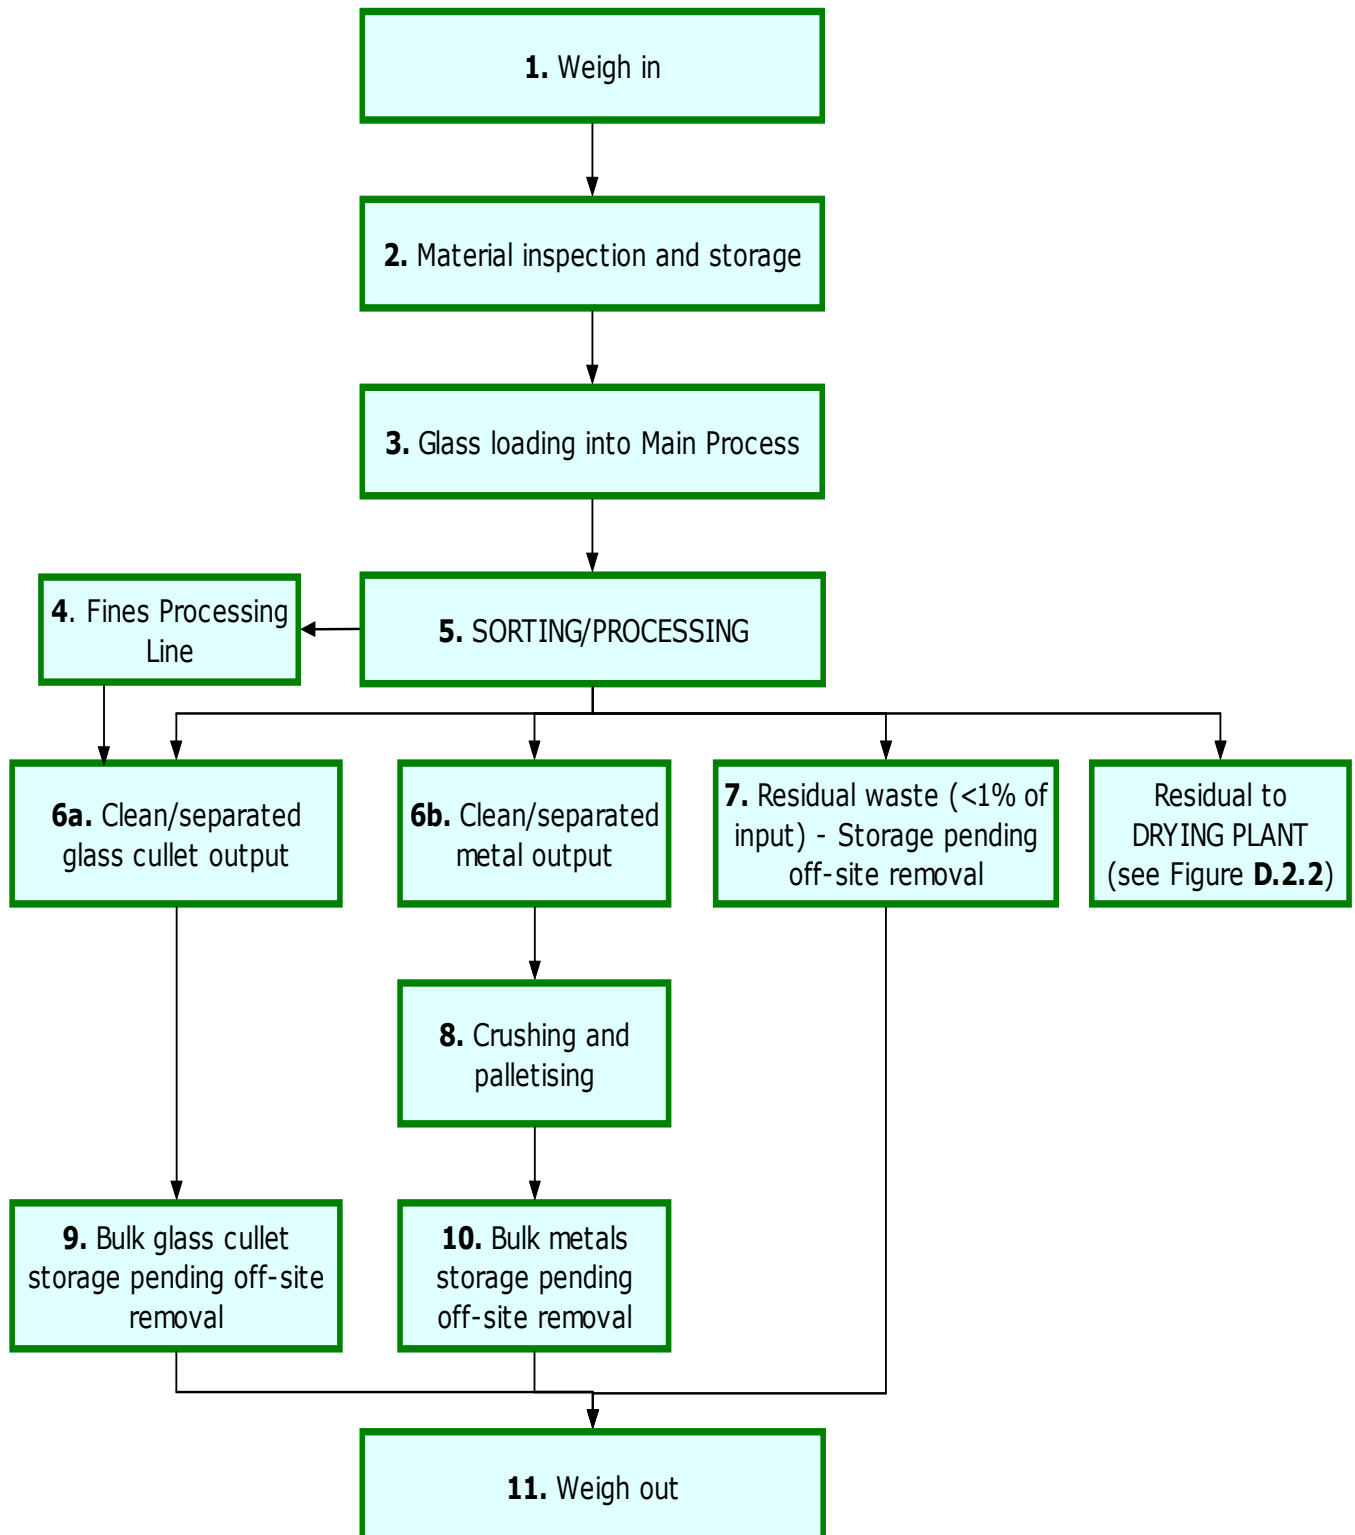 1. Weigh in
2. Material inspection and storage
3. Glass loading into Main Process
4. Fines Processing
Line
5. SORTING/PROCESSING
6a. Clean/separated
glass cullet output
6b. Clean/separated
metal output
7. Residual waste (<1% of
input) - Storage pending
off-site removal
Residual to
DRYING PLANT
(see Figure D.2.2)
8. Crushing and
palletising
9. Bulk glass cullet
storage pending off-site
removal
10. Bulk metals
storage pending
off-site removal
11. Weigh out